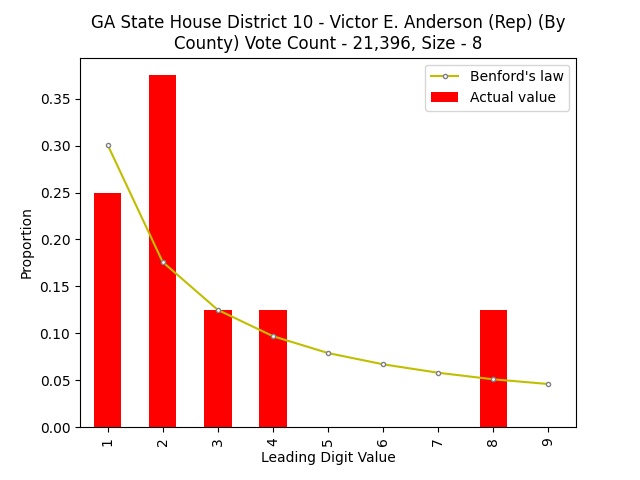 GA State House District 10 - Victor E. Anderson (Rep) (By
County) Vote Count - 21,396, Size - 8
Benford's law
Actual value
0.35
0.30
0.25
0.20
0.15
0.10
0.05
0.00
Proportion
1 2 3 4 5 6 7 8 9
Leading Digit Value